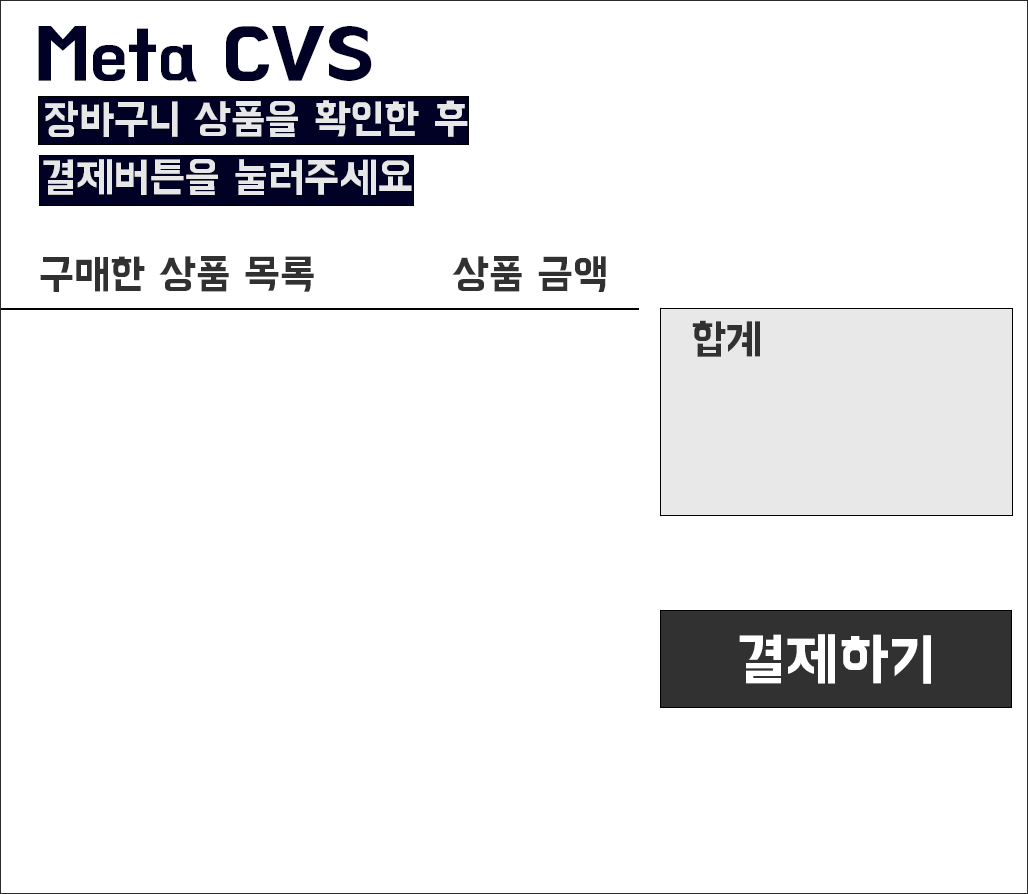 Meta CVS
장바구니 상품을 확인한 후
결제버튼을 눌러주세요
구매한 상품 목록 상품 금액
합계
결제하기